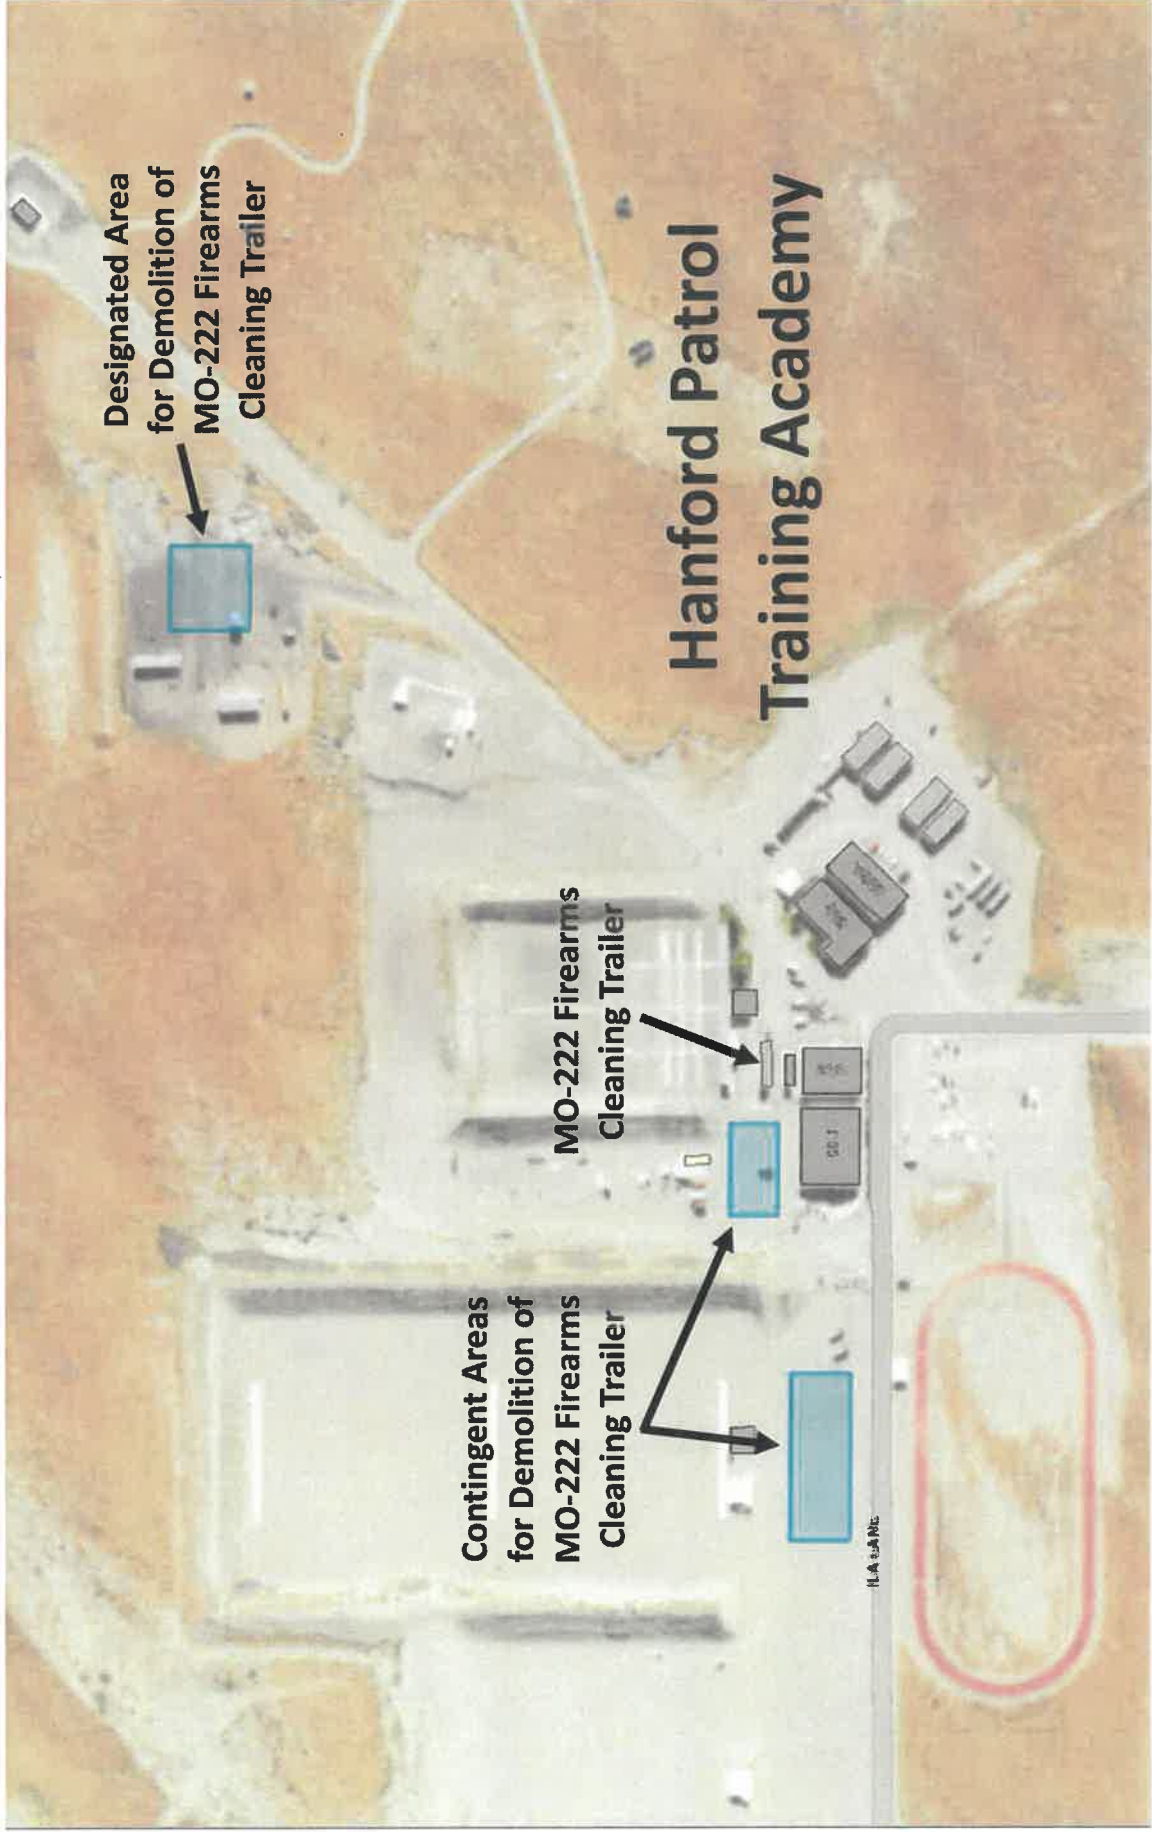 Designated Area
for Demolition of
MO-222 Firearms
Cleaning Trailer
Hanford Patrol
Training Academy
MO-222 Firearms
Cleaning Trailer
Contingent Areas
for Demolition of
MO-222 Firearms
Cleaning Trailer